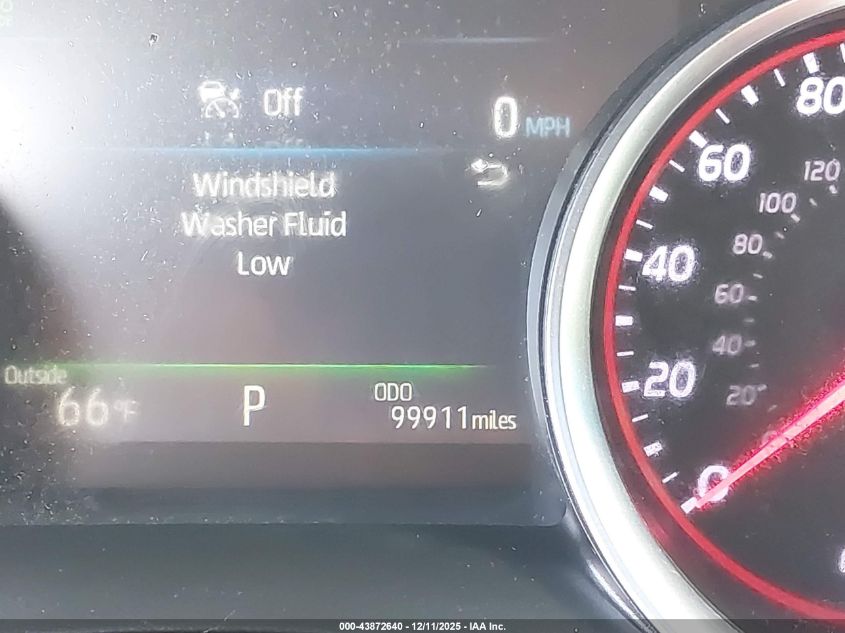 Off
0 MPH
Windshield
Washer Fluid
Low
Outside
66°F
P
ODO
99911 miles
80
60
40
20
0
120
100
80
60
40
20
000-43872640 - 12/11/2025 - IAA Inc.